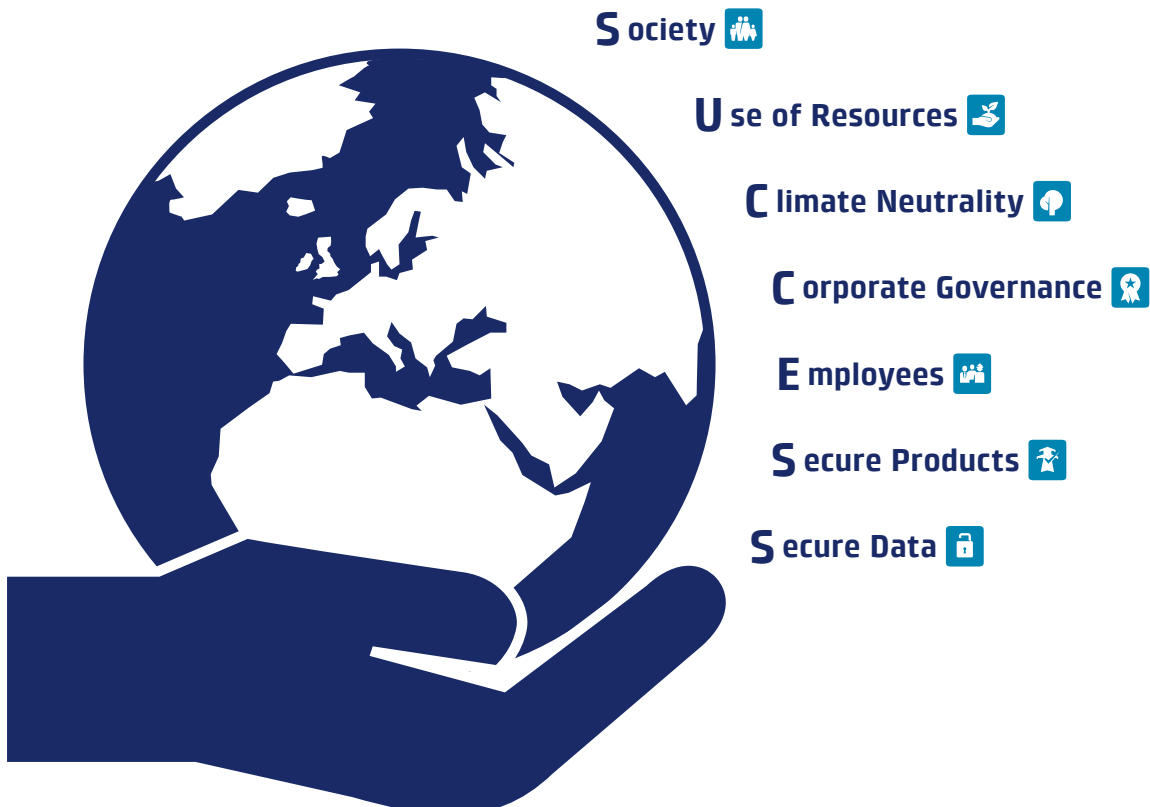 Society
Use of Resources
Climate Neutrality
Corporate Governance
Employees
Secure Products
Secure Data